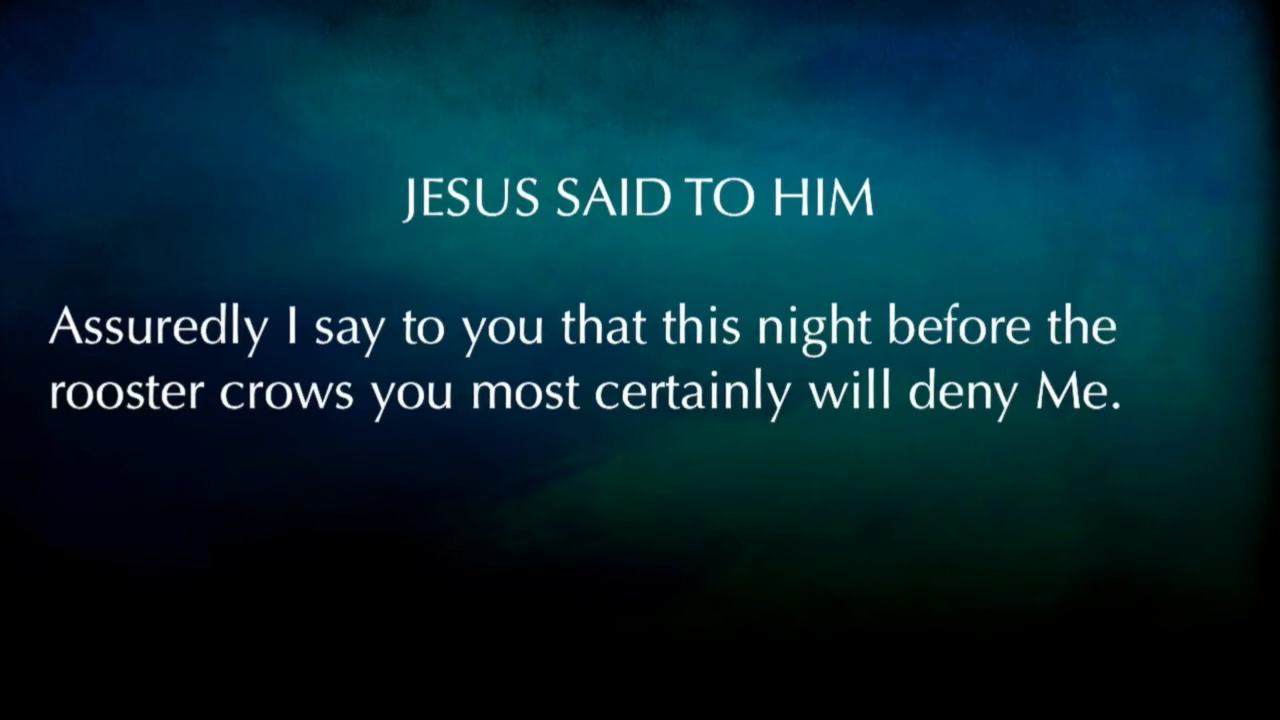 JESUS SAID TO HIM
Assuredly I say to you that this night before the
rooster crows you most certainly will deny Me.